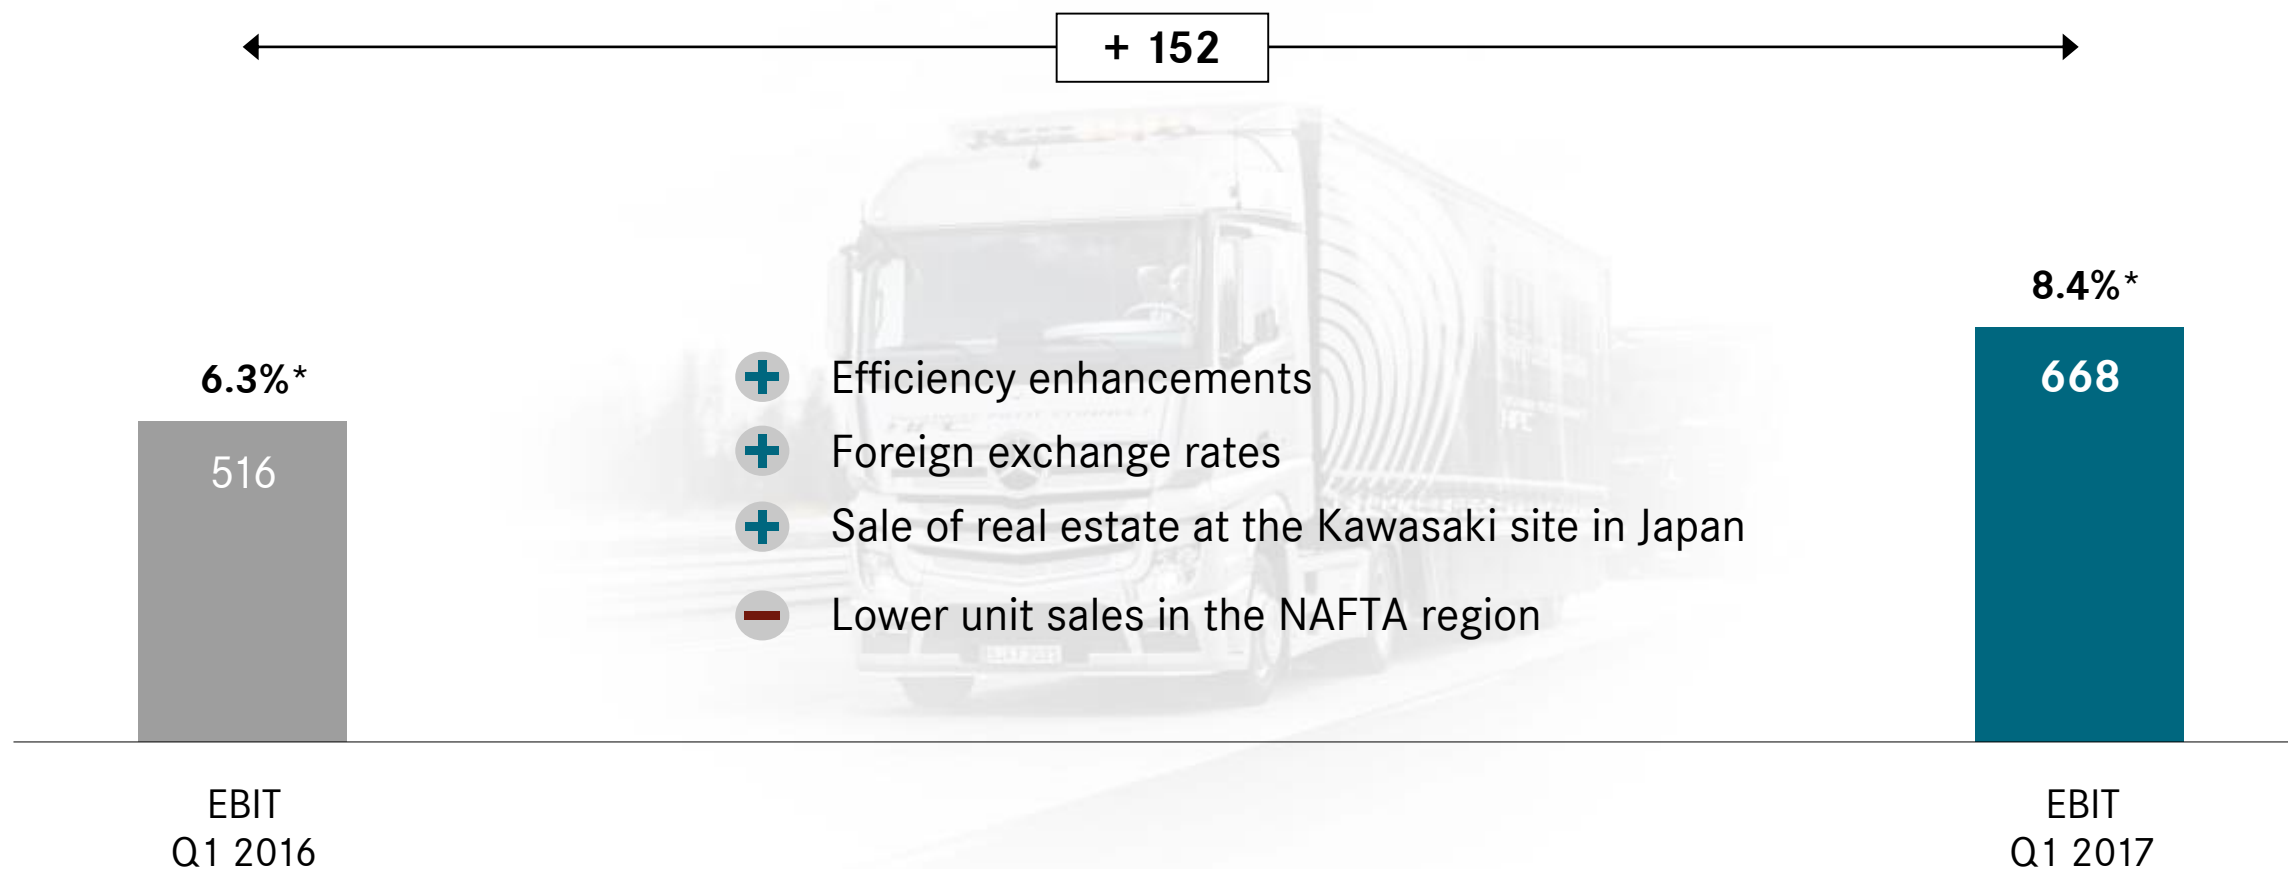 + 152
8.4%*
668
6.3%*
516
Efficiency enhancements
Foreign exchange rates
Sale of real estate at the Kawasaki site in Japan
Lower unit sales in the NAFTA region
EBIT
Q1 2016
EBIT
Q1 2017